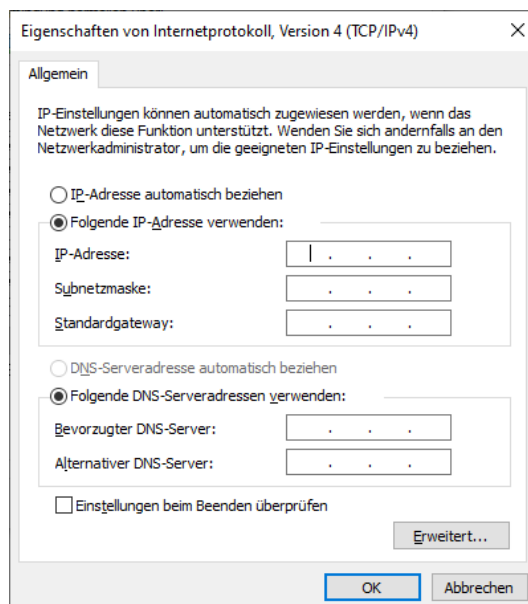 Eigenschaften von Internetprotokoll, Version 4 (TCP/IPv4)
Allgemein
IP-Einstellungen können automatisch zugewiesen werden, wenn das
Netzwerk diese Funktion unterstützt. Wenden Sie sich andernfalls an den
Netzwerkadministrator, um die geeigneten IP-Einstellungen zu beziehen.
IP-Adresse automatisch beziehen
Folgende IP-Adresse verwenden:
IP-Adresse: . . .
Subnetzmaske: . . .
Standardgateway: . . .
DNS-Serveradresse automatisch beziehen
Folgende DNS-Serveradressen verwenden:
Bevorzugter DNS-Server: . . .
Alternativer DNS-Server: . . .
Einstellungen beim Beenden überprüfen
Erweitert...
OK Abbrechen